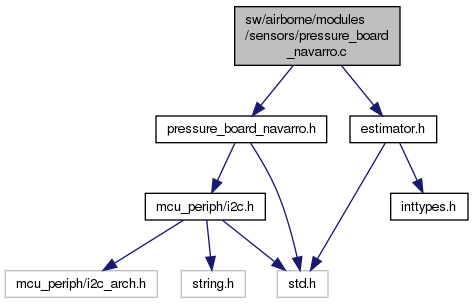 sw/airborne/modules
/sensors/pressure_board
_navarro.c
pressure_board_navarro.h
estimator.h
mcu_periph/i2c.h
inttypes.h
mcu_periph/i2c_arch.h
string.h
std.h